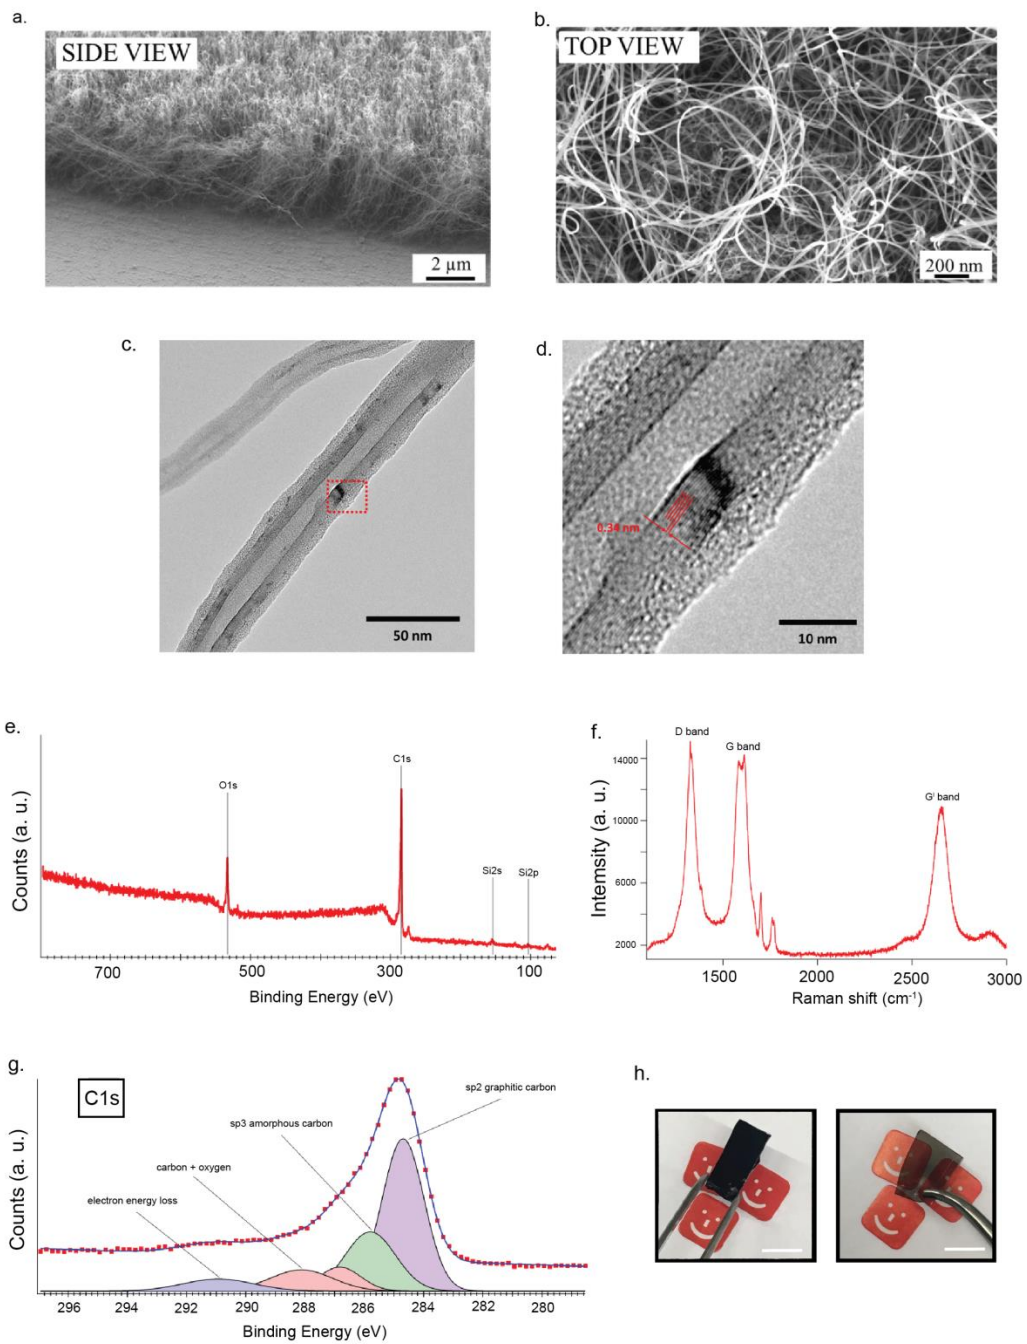 a.
SIDE VIEW
2 µm
b.
TOP VIEW
200 nm
c.
50 nm
d.
0.34 nm
10 nm
e.
Counts (a. u.)
O1s
C1s
Si2s
Si2p
700
500
300
100
Binding Energy (eV)
f.
Intemsity (a. u.)
D band
G band
G' band
14000
10000
6000
2000
1500
2000
2500
3000
Raman shift (cm⁻¹)
g.
C1s
Counts (a. u.)
sp2 graphitic carbon
sp3 amorphous carbon
carbon + oxygen
electron energy loss
296
294
292
290
288
286
284
282
280
Binding Energy (eV)
h.